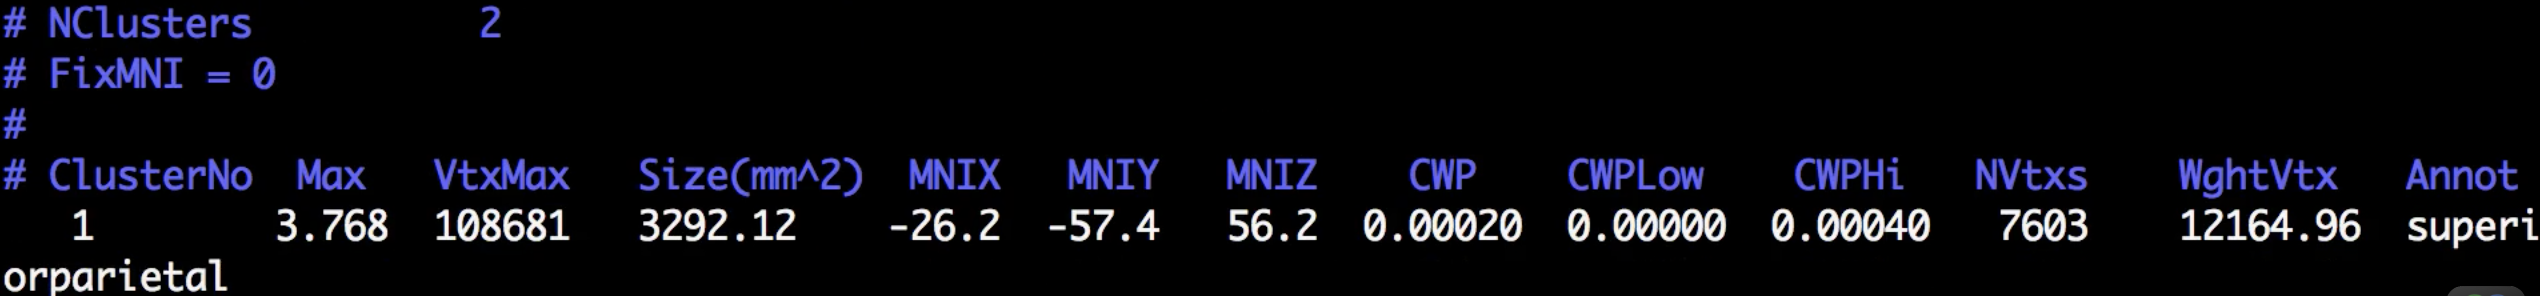 # NClusters          2
# FixMNI = 0
#
# ClusterNo  Max   VtxMax   Size(mm^2)  MNIX   MNIY   MNIZ    CWP    CWPLow    CWPHi   NVtxs    WghtVtx   Annot
   1        3.768  108681   3292.12    -26.2  -57.4   56.2  0.00020  0.00000  0.00040   7603    12164.96  superi
orparietal